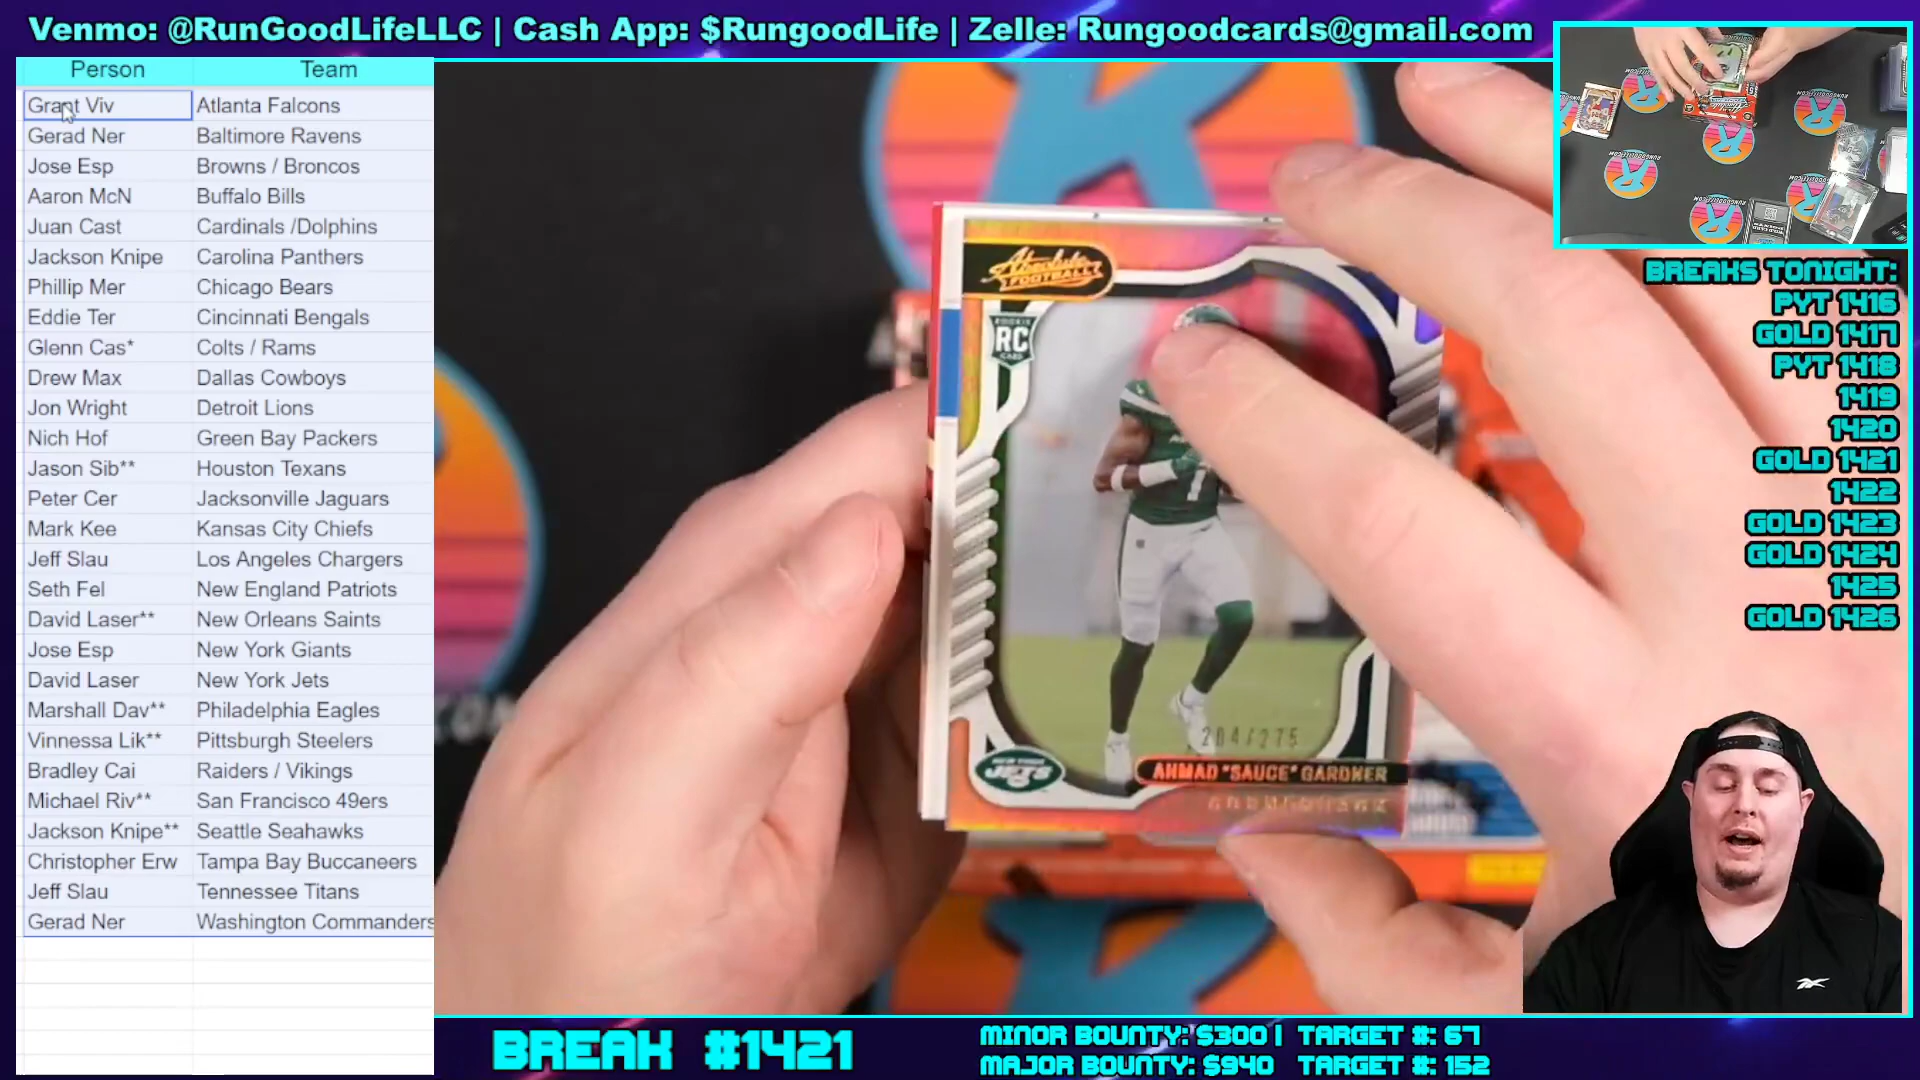 Venmo: @RunGoodLifeLLC | Cash App: $RungoodLife | Zelle: Rungoodcards@gmail.com
Person Team
Grant Viv Atlanta Falcons
Gerad Ner Baltimore Ravens
Jose Esp Browns / Broncos
Aaron McN Buffalo Bills
Juan Cast Cardinals /Dolphins
Jackson Knipe Carolina Panthers
Phillip Mer Chicago Bears
Eddie Ter Cincinnati Bengals
Glenn Cas* Colts / Rams
Drew Max Dallas Cowboys
Jon Wright Detroit Lions
Nich Hof Green Bay Packers
Jason Sib** Houston Texans
Peter Cer Jacksonville Jaguars
Mark Kee Kansas City Chiefs
Jeff Slau Los Angeles Chargers
Seth Fel New England Patriots
David Laser** New Orleans Saints
Jose Esp New York Giants
David Laser New York Jets
Marshall Dav** Philadelphia Eagles
Vinnessa Lik** Pittsburgh Steelers
Bradley Cai Raiders / Vikings
Michael Riv** San Francisco 49ers
Jackson Knipe** Seattle Seahawks
Christopher Erw Tampa Bay Buccaneers
Jeff Slau Tennessee Titans
Gerad Ner Washington Commanders
Absolute
FOOTBALL
ROOKIE
RC
CARD
7
204/275
NEW YORK
JETS
AHMAD "SAUCE" GARDNER
BREAKS TONIGHT:
PYT 1416
GOLD 1417
PYT 1418
1419
1420
GOLD 1421
1422
GOLD 1423
GOLD 1424
1425
GOLD 1426
BREAK #1421
MINOR BOUNTY: $300 | TARGET #: 67
MAJOR BOUNTY: $940 TARGET #: 152